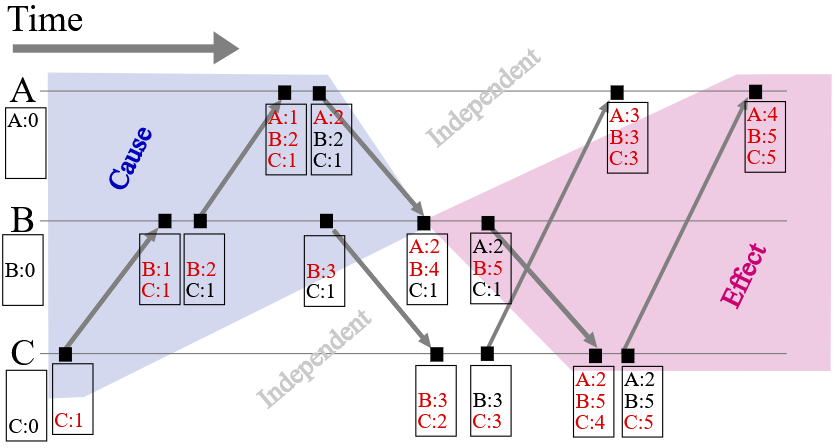 Time
Independent
A
A:0
Cause
A:1
B:2
C:1
A:2
B:2
C:1
A:3
B:3
C:3
A:4
B:5
C:5
B
B:0
B:1
C:1
B:2
C:1
B:3
C:1
A:2
B:4
C:1
A:2
B:5
C:1
Effect
Independent
C
C:0
C:1
B:3
C:2
B:3
C:3
A:2
B:5
C:4
A:2
B:5
C:5